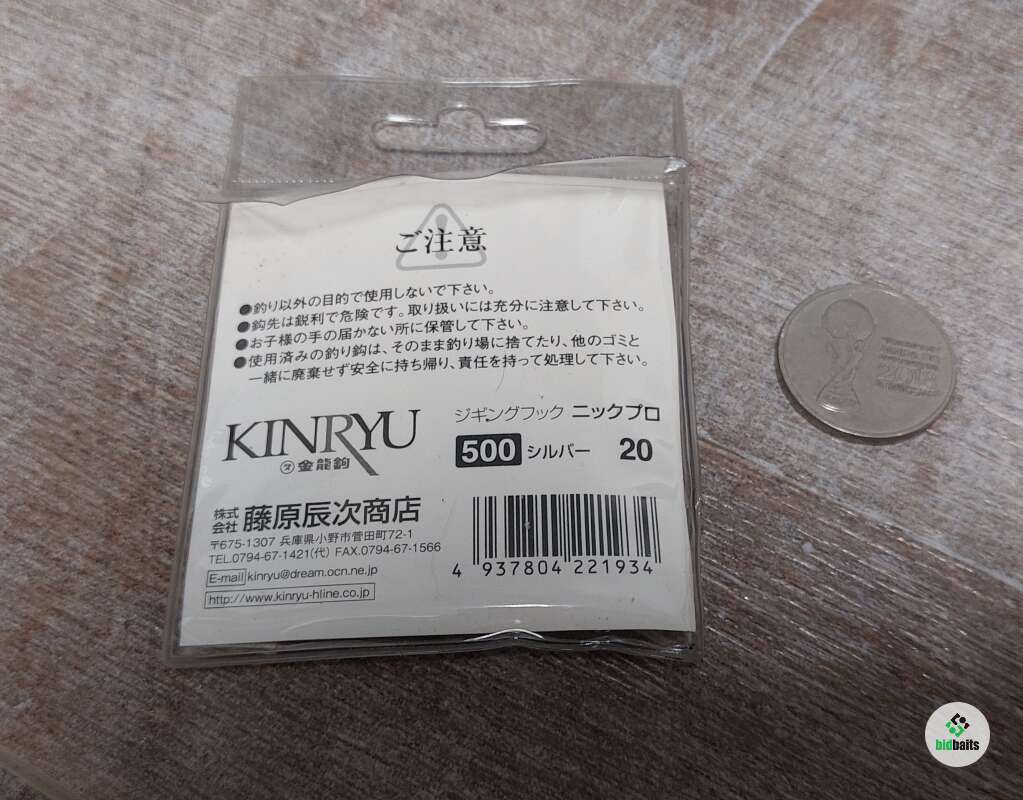 ご注意
●釣り以外の目的で使用しないで下さい。
●鈎先は鋭利で危険です。取り扱いには充分に注意して下さい。
●お子様の手の届かない所に保管して下さい。
●使用済みの釣り鈎は、そのまま釣り場に捨てたり、他のゴミと
一緒に廃棄せず安全に持ち帰り、責任を持って処理して下さい。
KINRYU
金龍鈎
ジギングフック ニックプロ
500 シルバー 20
株式会社 藤原辰次商店
〒675-1307 兵庫県小野市菅田町72-1
TEL.0794-67-1421(代) FAX.0794-67-1566
E-mail kinryu@dream.ocn.ne.jp
http://www.kinryu-hline.co.jp
4 937804 221934
bidbaits